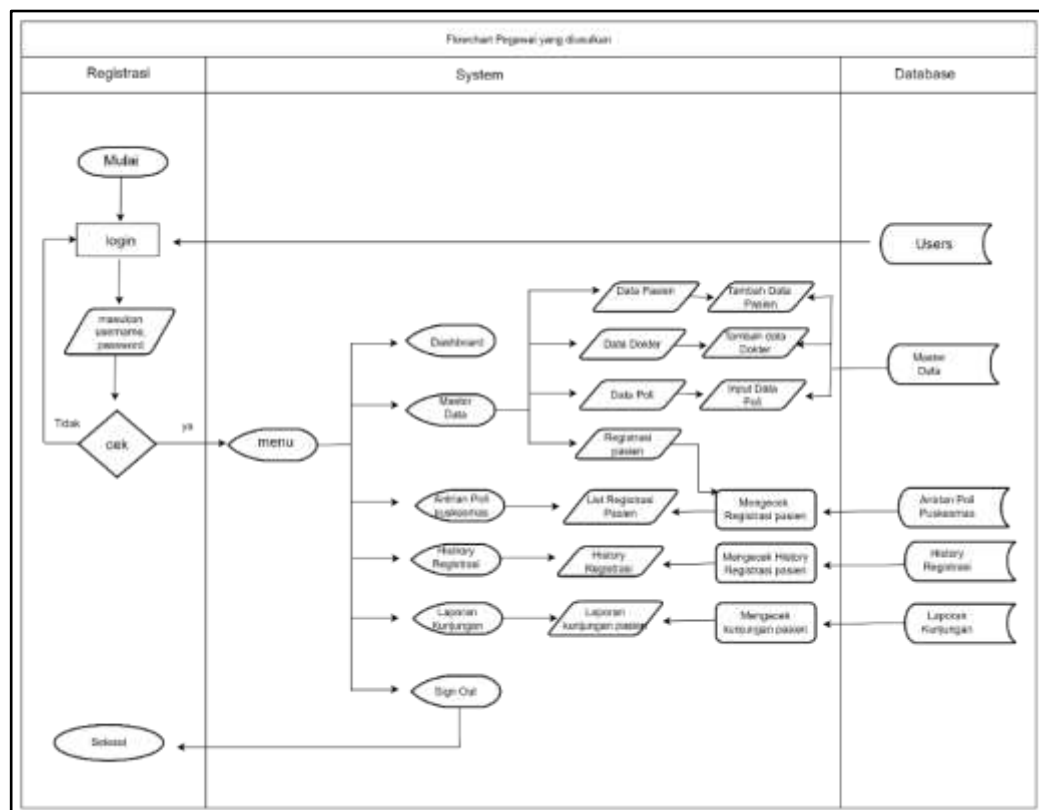 Flowchart Pegawai yang diusulkan
Registrasi
System
Database
Mulai
login
Users
masukan
username,
password
Data Pasien
Tambah Data
Pasien
Dashboard
Data Dokter
Tambah data
Dokter
Master
Data
Master
Data
Data Poli
Input Data
Poli
Tidak
cek
ya
menu
Registrasi
pasien
Antrian Poli
puskesmas
List Registrasi
Pasien
Mengecek
Registrasi pasien
Antrian Poli
Puskesmas
History
Registrasi
History
Registrasi
Mengecek History
Registrasi pasien
History
Registrasi
Laporan
Kunjungan
Laporan
kunjungan pasien
Mengecek
kunjungan pasien
Laporan
Kunjungan
Sign Out
Selesai